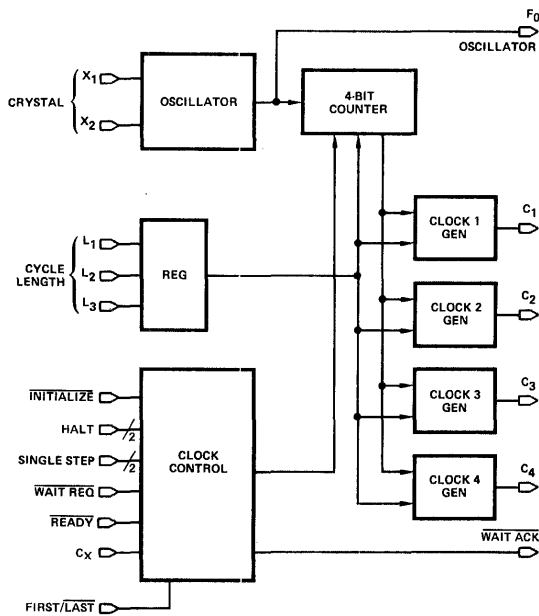 F0
OSCILLATOR
CRYSTAL
X1
X2
OSCILLATOR
4-BIT
COUNTER
CYCLE
LENGTH
L1
L2
L3
REG
CLOCK 1
GEN
C1
CLOCK 2
GEN
C2
CLOCK 3
GEN
C3
CLOCK 4
GEN
C4
INITIALIZE
HALT
2
SINGLE STEP
2
WAIT REQ
READY
CX
FIRST/LAST
CLOCK
CONTROL
WAIT ACK